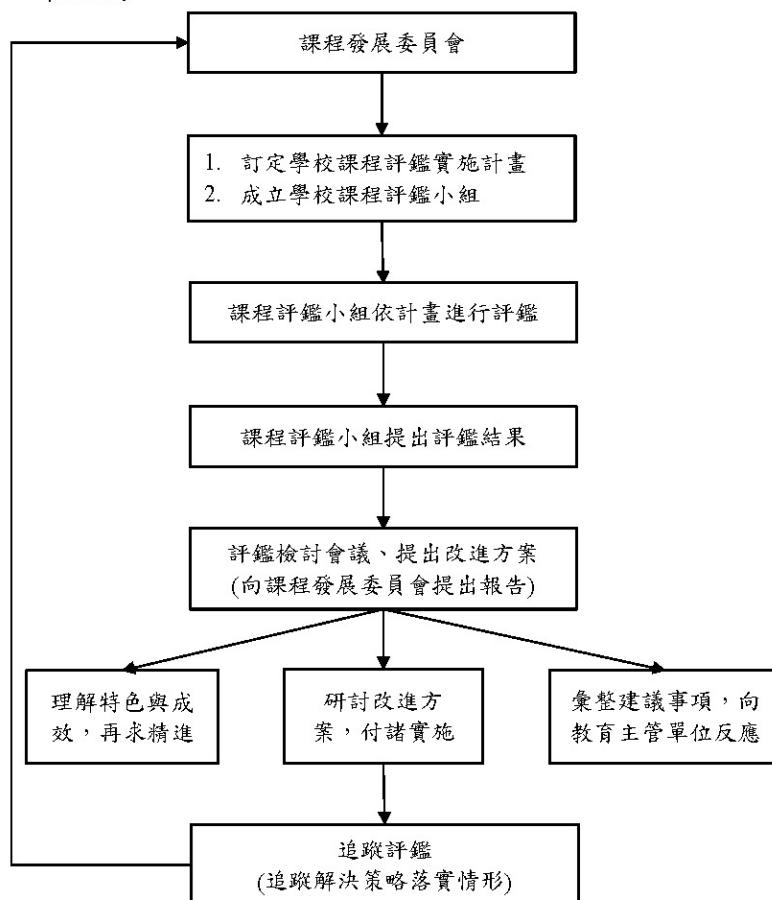 課程發展委員會
1. 訂定學校課程評鑑實施計畫
2. 成立學校課程評鑑小組
課程評鑑小組依計畫進行評鑑
課程評鑑小組提出評鑑結果
評鑑檢討會議、提出改進方案
(向課程發展委員會提出報告)
理解特色與成
效，再求精進
研討改進方
案，付諸實施
彙整建議事項，向
教育主管單位反應
追蹤評鑑
(追蹤解決策略落實情形)